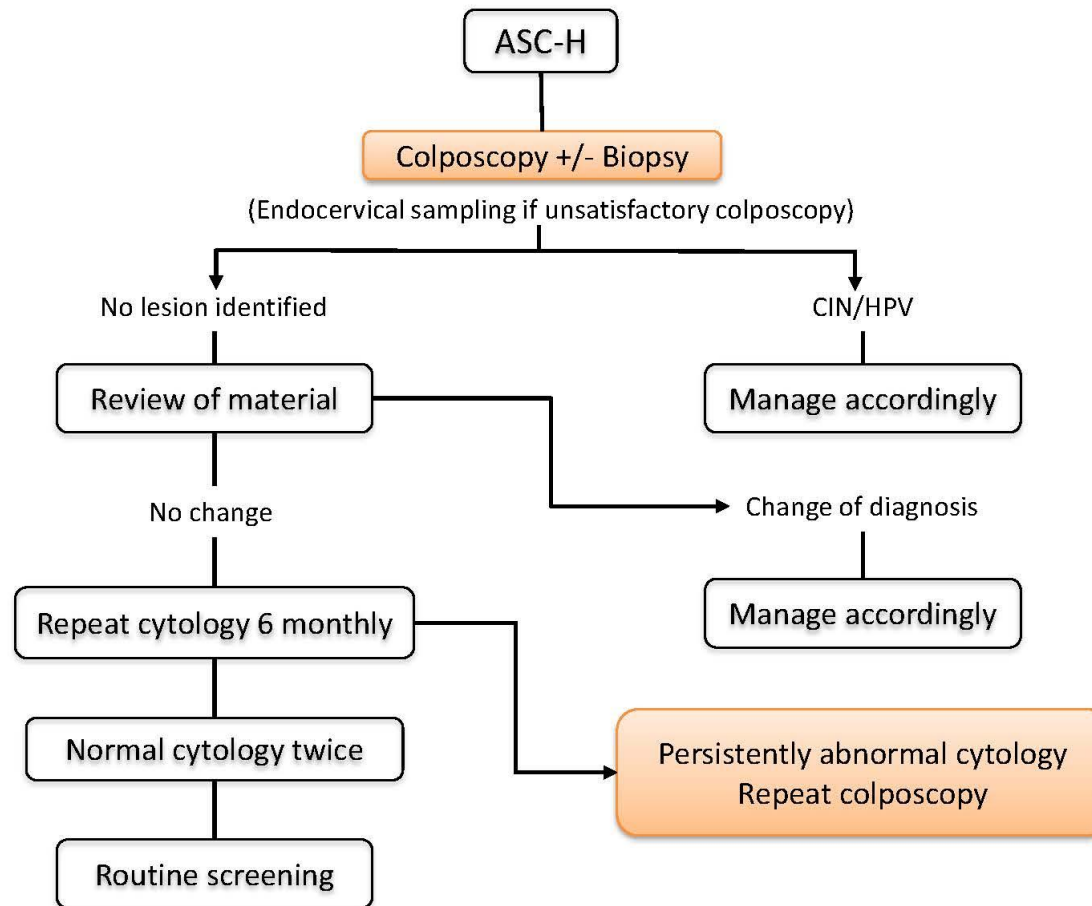 ASC-H
Colposcopy +/- Biopsy
(Endocervical sampling if unsatisfactory colposcopy)
No lesion identified
CIN/HPV
Review of material
Manage accordingly
No change
Change of diagnosis
Repeat cytology 6 monthly
Manage accordingly
Normal cytology twice
Persistently abnormal cytology
Repeat colposcopy
Routine screening